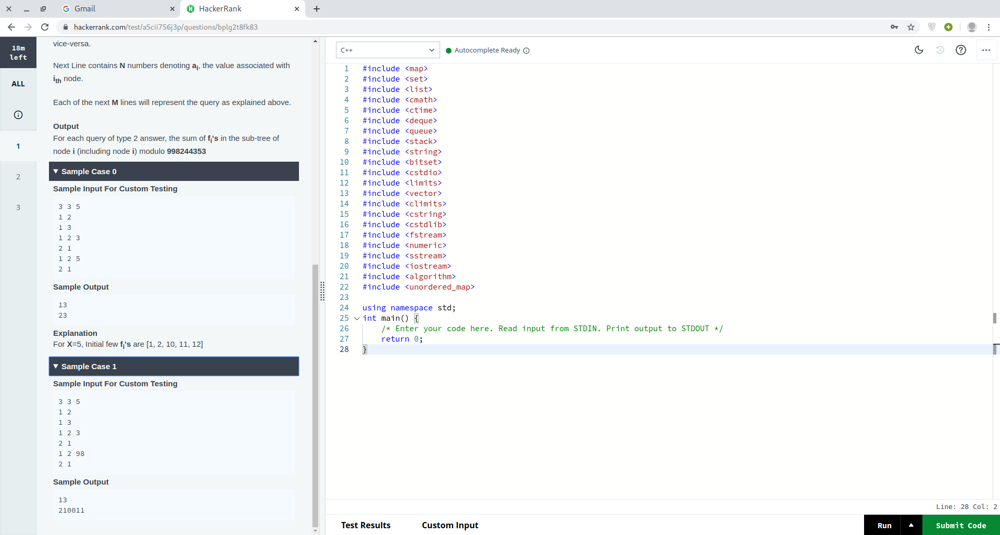 Gmail
HackerRank
hackerrank.com/test/a5cii756j3p/questions/bplg2t8fk83
18m
left
ALL
1
2
3
vice-versa.
Next Line contains N numbers denoting ai, the value associated with
ith node.
Each of the next M lines will represent the query as explained above.
Output
For each query of type 2 answer, the sum of fi's in the sub-tree of
node i (including node i) modulo 998244353
Sample Case 0
Sample Input For Custom Testing
3 3 5
1 2
1 3
1 2 3
2 1
1 2 5
2 1
Sample Output
13
23
Explanation
For X=5, Initial few fi's are [1, 2, 10, 11, 12]
Sample Case 1
Sample Input For Custom Testing
3 3 5
1 2
1 3
1 2 3
2 1
1 2 98
2 1
Sample Output
13
210011
C++
Autocomplete Ready
1 #include <map>
2 #include <set>
3 #include <list>
4 #include <cmath>
5 #include <ctime>
6 #include <deque>
7 #include <queue>
8 #include <stack>
9 #include <string>
10 #include <bitset>
11 #include <cstdio>
12 #include <limits>
13 #include <vector>
14 #include <climits>
15 #include <cstring>
16 #include <cstdlib>
17 #include <fstream>
18 #include <numeric>
19 #include <sstream>
20 #include <iostream>
21 #include <algorithm>
22 #include <unordered_map>
23
24 using namespace std;
25 int main() {
26 /* Enter your code here. Read input from STDIN. Print output to STDOUT */
27 return 0;
28 }
Line: 28 Col: 2
Test Results
Custom Input
Run
Submit Code